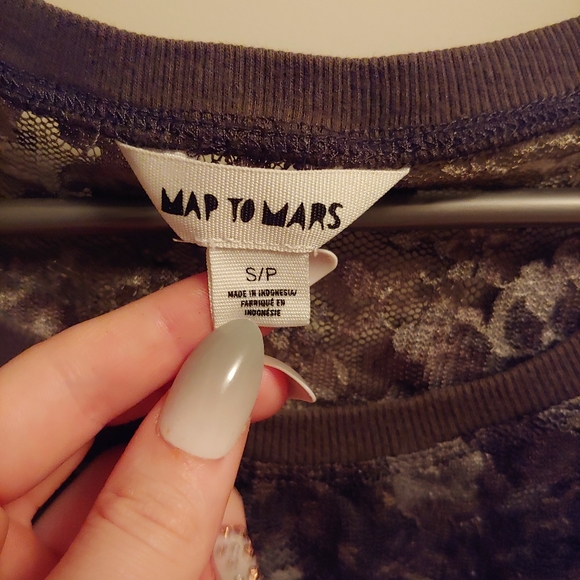 MAP TO MARS
S/P
MADE IN INDONESIA/
FABRIQUÉ EN
INDONÉSIE